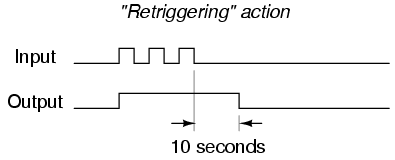 "Retriggering" action
Input
Output
10 seconds